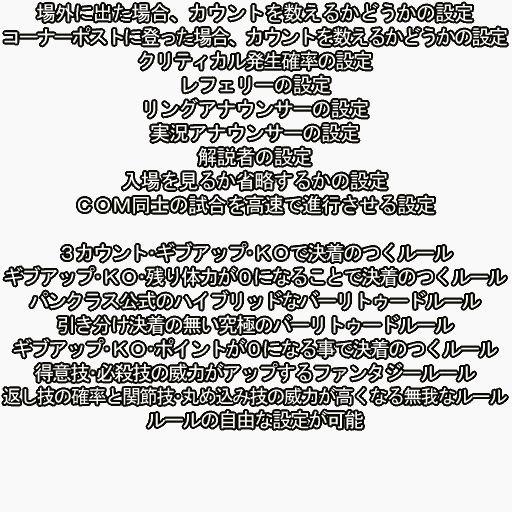 場外に出た場合、カウントを数えるかどうかの設定
コーナーポストに登った場合、カウントを数えるかどうかの設定
クリティカル発生確率の設定
レフェリーの設定
リングアナウンサーの設定
実況アナウンサーの設定
解説者の設定
入場を見るか省略するかの設定
ＣＯＭ同士の試合を高速で進行させる設定
３カウント･ギブアップ･ＫＯで決着のつくルール
ギブアップ･ＫＯ･残り体力が０になることで決着のつくルール
パンクラス公式のハイブリッドなバーリトゥードルール
引き分け決着の無い究極のバーリトゥードルール
ギブアップ･ＫＯ･ポイントが０になる事で決着のつくルール
得意技･必殺技の威力がアップするファンタジールール
返し技の確率と関節技･丸め込み技の威力が高くなる無我なルール
ルールの自由な設定が可能